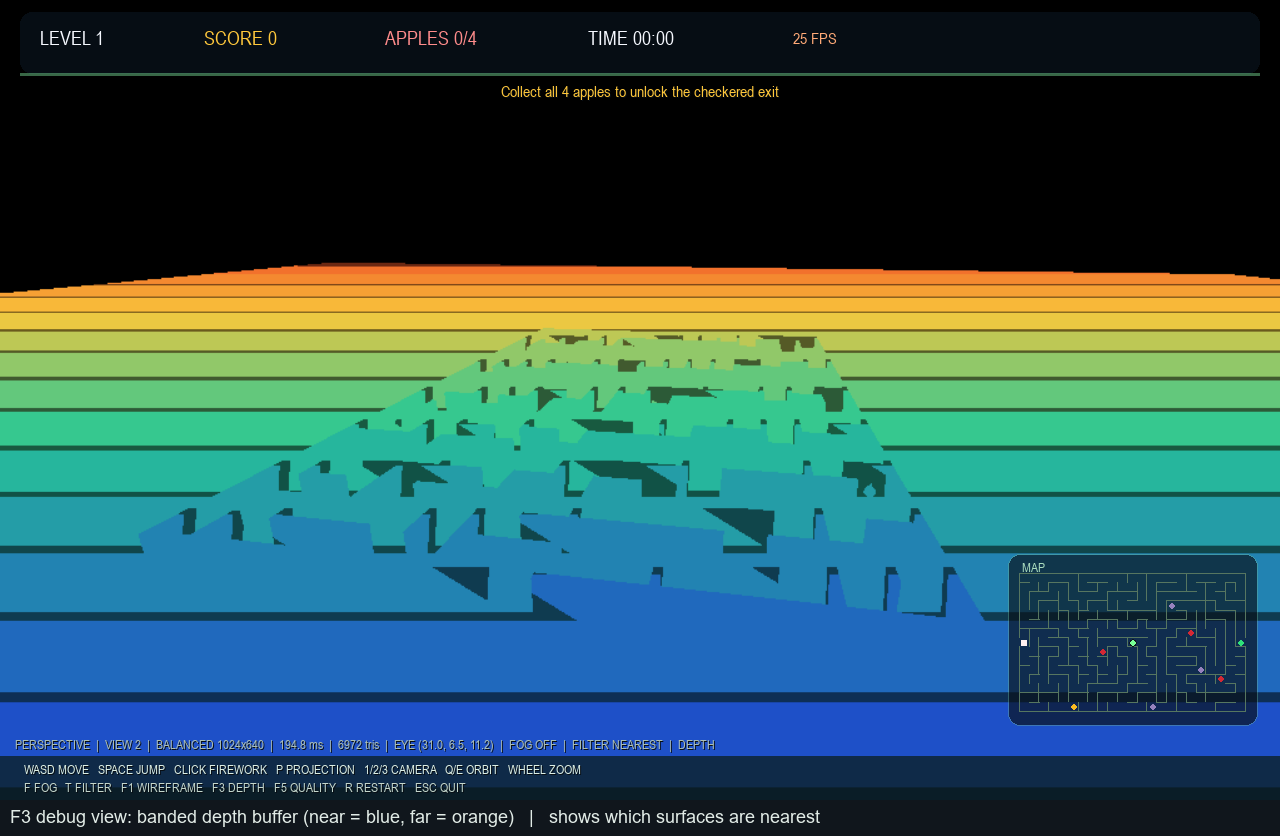 LEVEL 1 SCORE 0 APPLES 0/4 TIME 00:00 25 FPS
Collect all 4 apples to unlock the checkered exit
MAP
PERSPECTIVE | VIEW 2 | BALANCED 1024x640 | 194.8 ms | 6972 tris | EYE (31.0, 6.5, 11.2) | FOG OFF | FILTER NEAREST | DEPTH
WASD MOVE SPACE JUMP CLICK FIREWORK P PROJECTION 1/2/3 CAMERA Q/E ORBIT WHEEL ZOOM
F FOG T FILTER F1 WIREFRAME F3 DEPTH F5 QUALITY R RESTART ESC QUIT
F3 debug view: banded depth buffer (near = blue, far = orange) | shows which surfaces are nearest